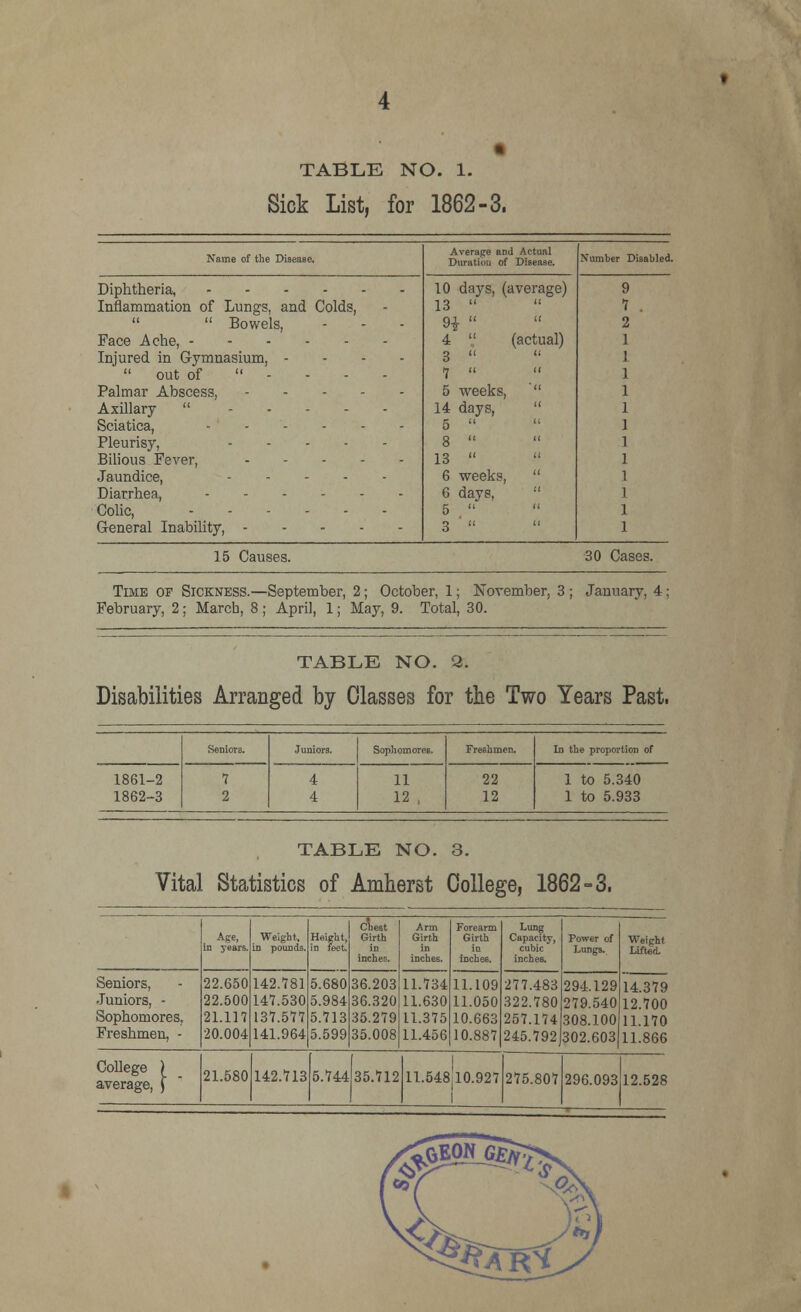 4
TABLE NO. 1.
Sick List, for 1862-3.
Name of the Disease. Average and Actual Duration of Disease. Number Disabled.
Diphtheria, - - - - - - 10 days, (average) 9
Inflammation of Lungs, and Colds, - 13 " " 7
" " Bowels, - - - 9½ " " 2
Face Ache, - - - - - - 4 " (actual) 1
Injured in Gymnasium, - - - - 3 " " 1
" out of " - - - - 7 " " 1
Palmar Abscess, - - - - - 5 weeks, " 1
Axillary " - - - - - 14 days, " 1
Sciatica, - - - - - - 5 " " 1
Pleurisy, - - - - - 8 " " 1
Bilious Fever, - - - - - 13 " " 1
Jaundice, - - - - - 6 weeks, " 1
Diarrhea, - - - - - - 6 days, " 1
Colic, - - - - - - 5 " " 1
General Inability, - - - - - 3 " " 1
15 Causes. 30 Cases.
Time of Sickness.—September, 2; October, 1; November, 3; January, 4;
February, 2; March, 8; April, 1; May, 9. Total, 30.
TABLE NO. 2.
Disabilities Arranged by Classes for the Two Years Past.
Seniors. Juniors. Sophomores. Freshmen. In the proportion of
1861-2 7 4 11 22 1 to 5.340
1862-3 2 4 12 12 1 to 5.933
TABLE NO. 3.
Vital Statistics of Amherst College, 1862-3.
Age, in years. Weight, in pounds. Height, in feet. Chest Girth in inches. Arm Girth in inches. Forearm Girth in inches. Lung Capacity, cubic inches. Power of Lungs. Weight Lifted.
Seniors, - 22.650 142.781 5.680 36.203 11.734 11.109 277.483 294.129 14.379
Juniors, - 22.500 147.530 5.984 36.320 11.630 11.050 322.780 279.540 12.700
Sophomores, 21.117 137.577 5.713 35.279 11.375 10.663 257.174 308.100 11.170
Freshmen, - 20.004 141.964 5.599 35.008 11.456 10.887 245.792 302.603 11.866
College average, } - 21.580 142.713 5.744 35.712 11.548 10.927 275.807 296.093 12.528
SURGEON GEN'L'S OFFICE
LIBRARY